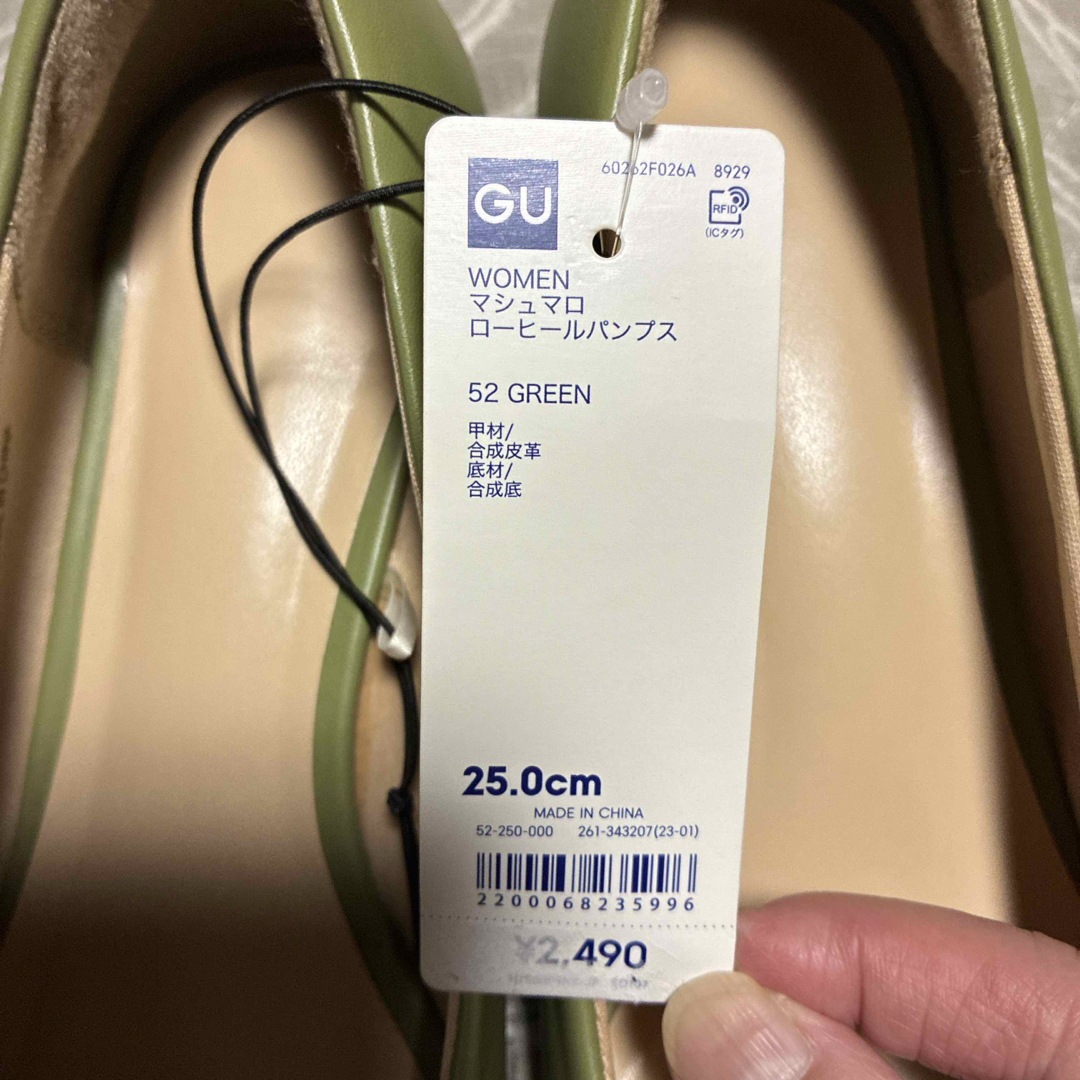 60262F026A 8929
GU
RFID
(ICタグ)
WOMEN
マシュマロ
ローヒールパンプス
52 GREEN
甲材/
合成皮革
底材/
合成底
25.0cm
MADE IN CHINA
52-250-000 261-343207(23-01)
2200068235996
¥2,490